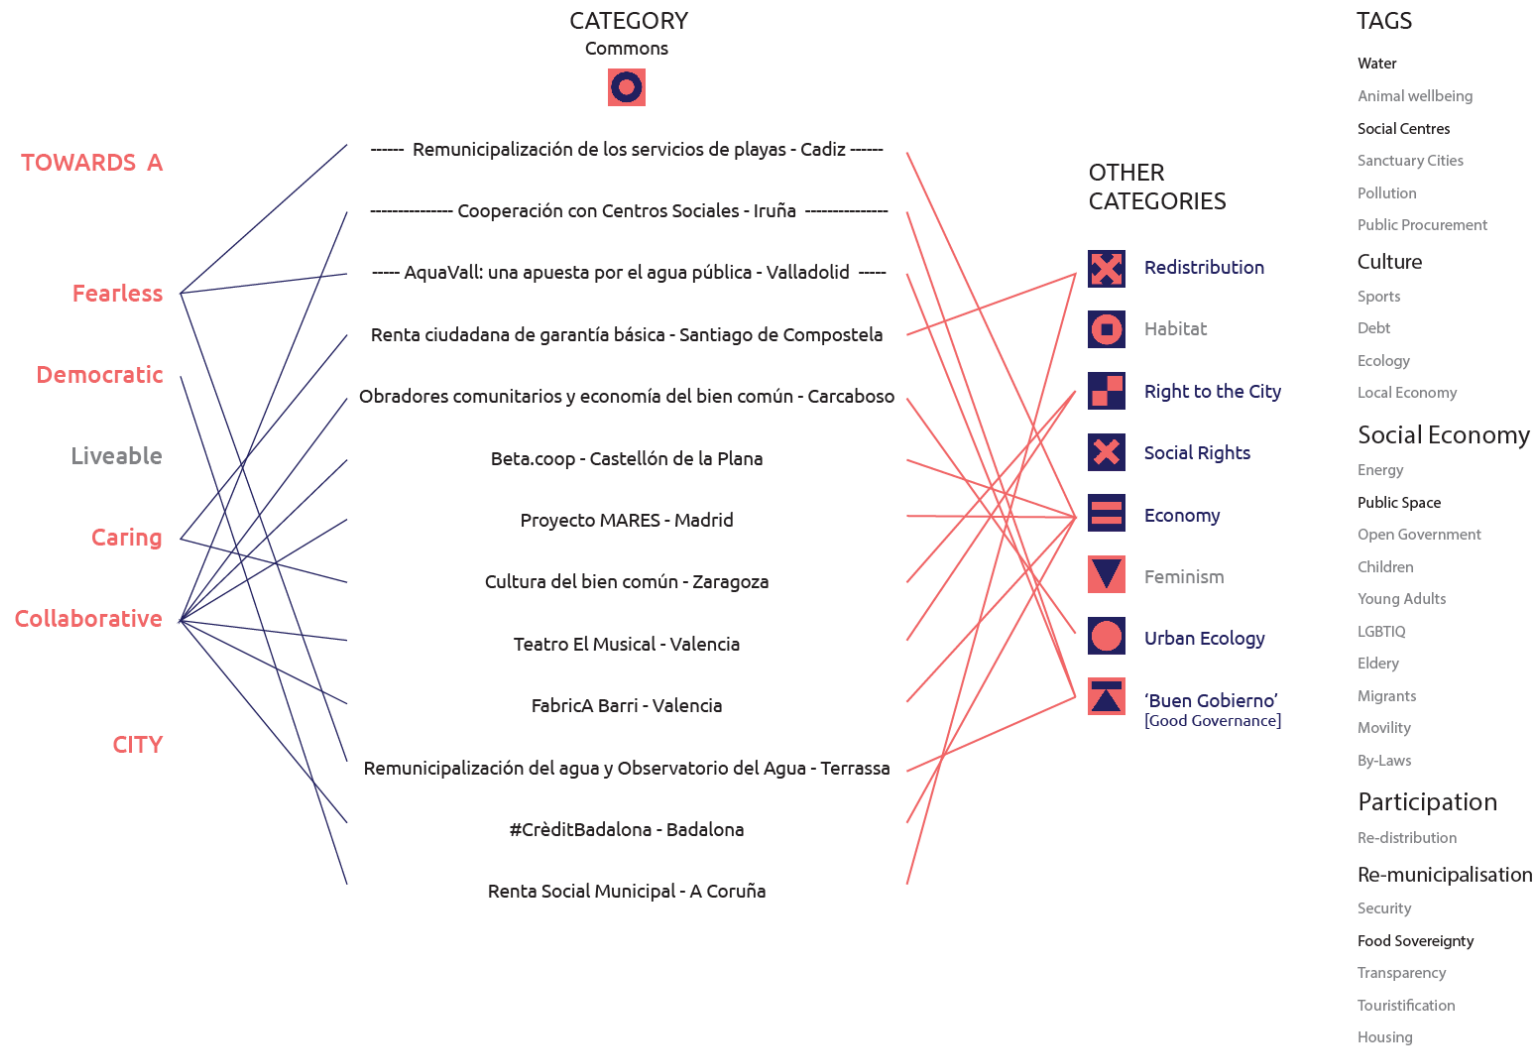 CATEGORY
Commons
TOWARDS A
Fearless
Democratic
Liveable
Caring
Collaborative
CITY
------ Remunicipalización de los servicios de playas - Cadiz ------
--------------- Cooperación con Centros Sociales - Iruña ---------------
----- AquaVall: una apuesta por el agua pública - Valladolid -----
Renta ciudadana de garantía básica - Santiago de Compostela
Obradores comunitarios y economía del bien común - Carcaboso
Beta.coop - Castellón de la Plana
Proyecto MARES - Madrid
Cultura del bien común - Zaragoza
Teatro El Musical - Valencia
FabricA Barri - Valencia
Remunicipalización del agua y Observatorio del Agua - Terrassa
#CrèditBadalona - Badalona
Renta Social Municipal - A Coruña
OTHER
CATEGORIES
Redistribution
Habitat
Right to the City
Social Rights
Economy
Feminism
Urban Ecology
‘Buen Gobierno’
[Good Governance]
TAGS
Water
Animal wellbeing
Social Centres
Sanctuary Cities
Pollution
Public Procurement
Culture
Sports
Debt
Ecology
Local Economy
Social Economy
Energy
Public Space
Open Government
Children
Young Adults
LGBTIQ
Eldery
Migrants
Movility
By-Laws
Participation
Re-distribution
Re-municipalisation
Security
Food Sovereignty
Transparency
Touristification
Housing